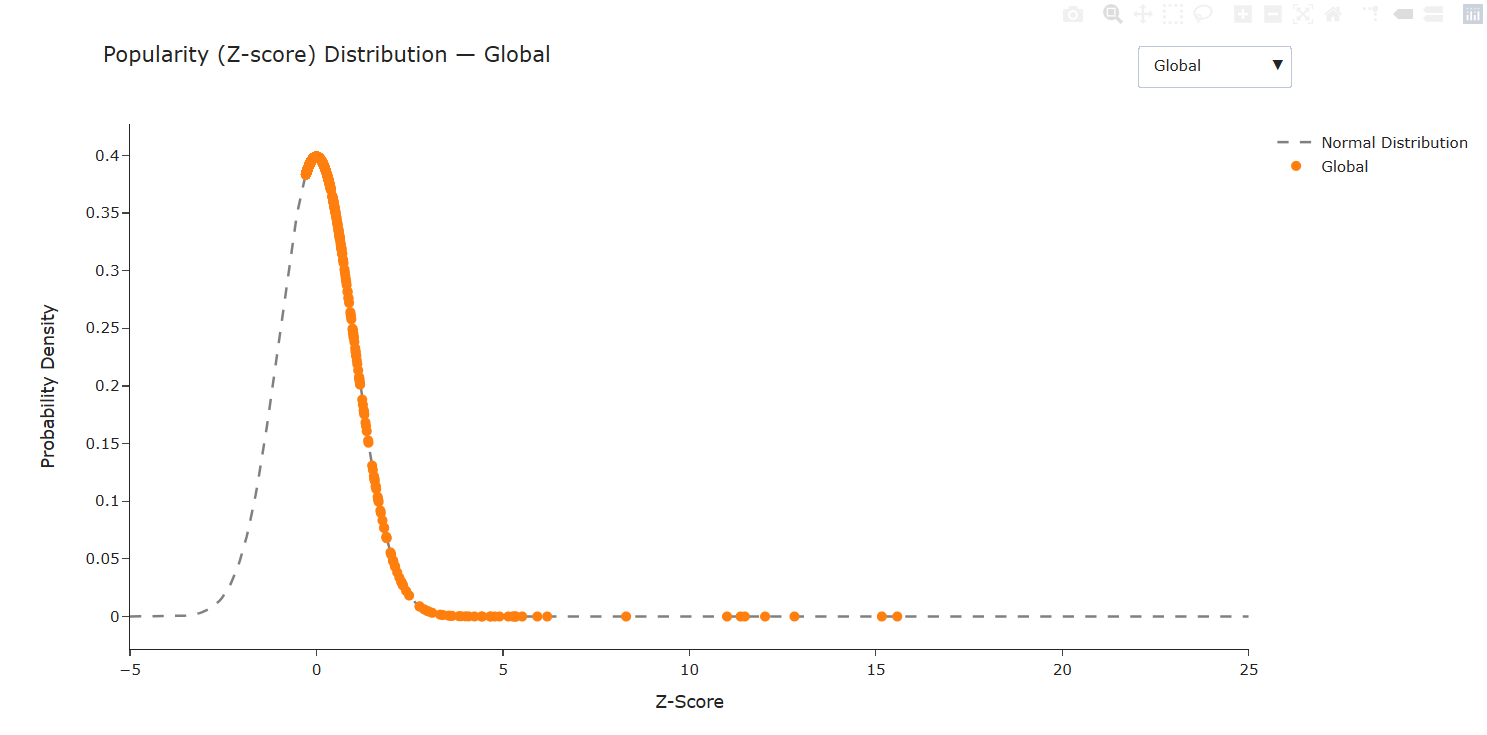 Popularity (Z-score) Distribution — Global
Global ▼
Normal Distribution
Global
0.4
0.35
0.3
0.25
0.2
0.15
0.1
0.05
0
Probability Density
−5 0 5 10 15 20 25
Z-Score